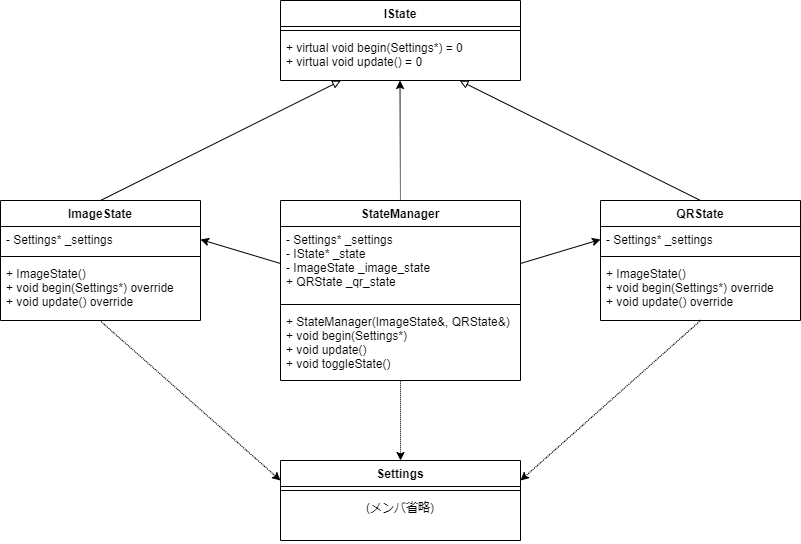 IState
+ virtual void begin(Settings*) = 0
+ virtual void update() = 0
ImageState
- Settings* _settings
+ ImageState()
+ void begin(Settings*) override
+ void update() override
StateManager
- Settings* _settings
- IState* _state
- ImageState _image_state
+ QRState _qr_state
+ StateManager(ImageState&, QRState&)
+ void begin(Settings*)
+ void update()
+ void toggleState()
QRState
- Settings* _settings
+ ImageState()
+ void begin(Settings*) override
+ void update() override
Settings
(メンバ省略)